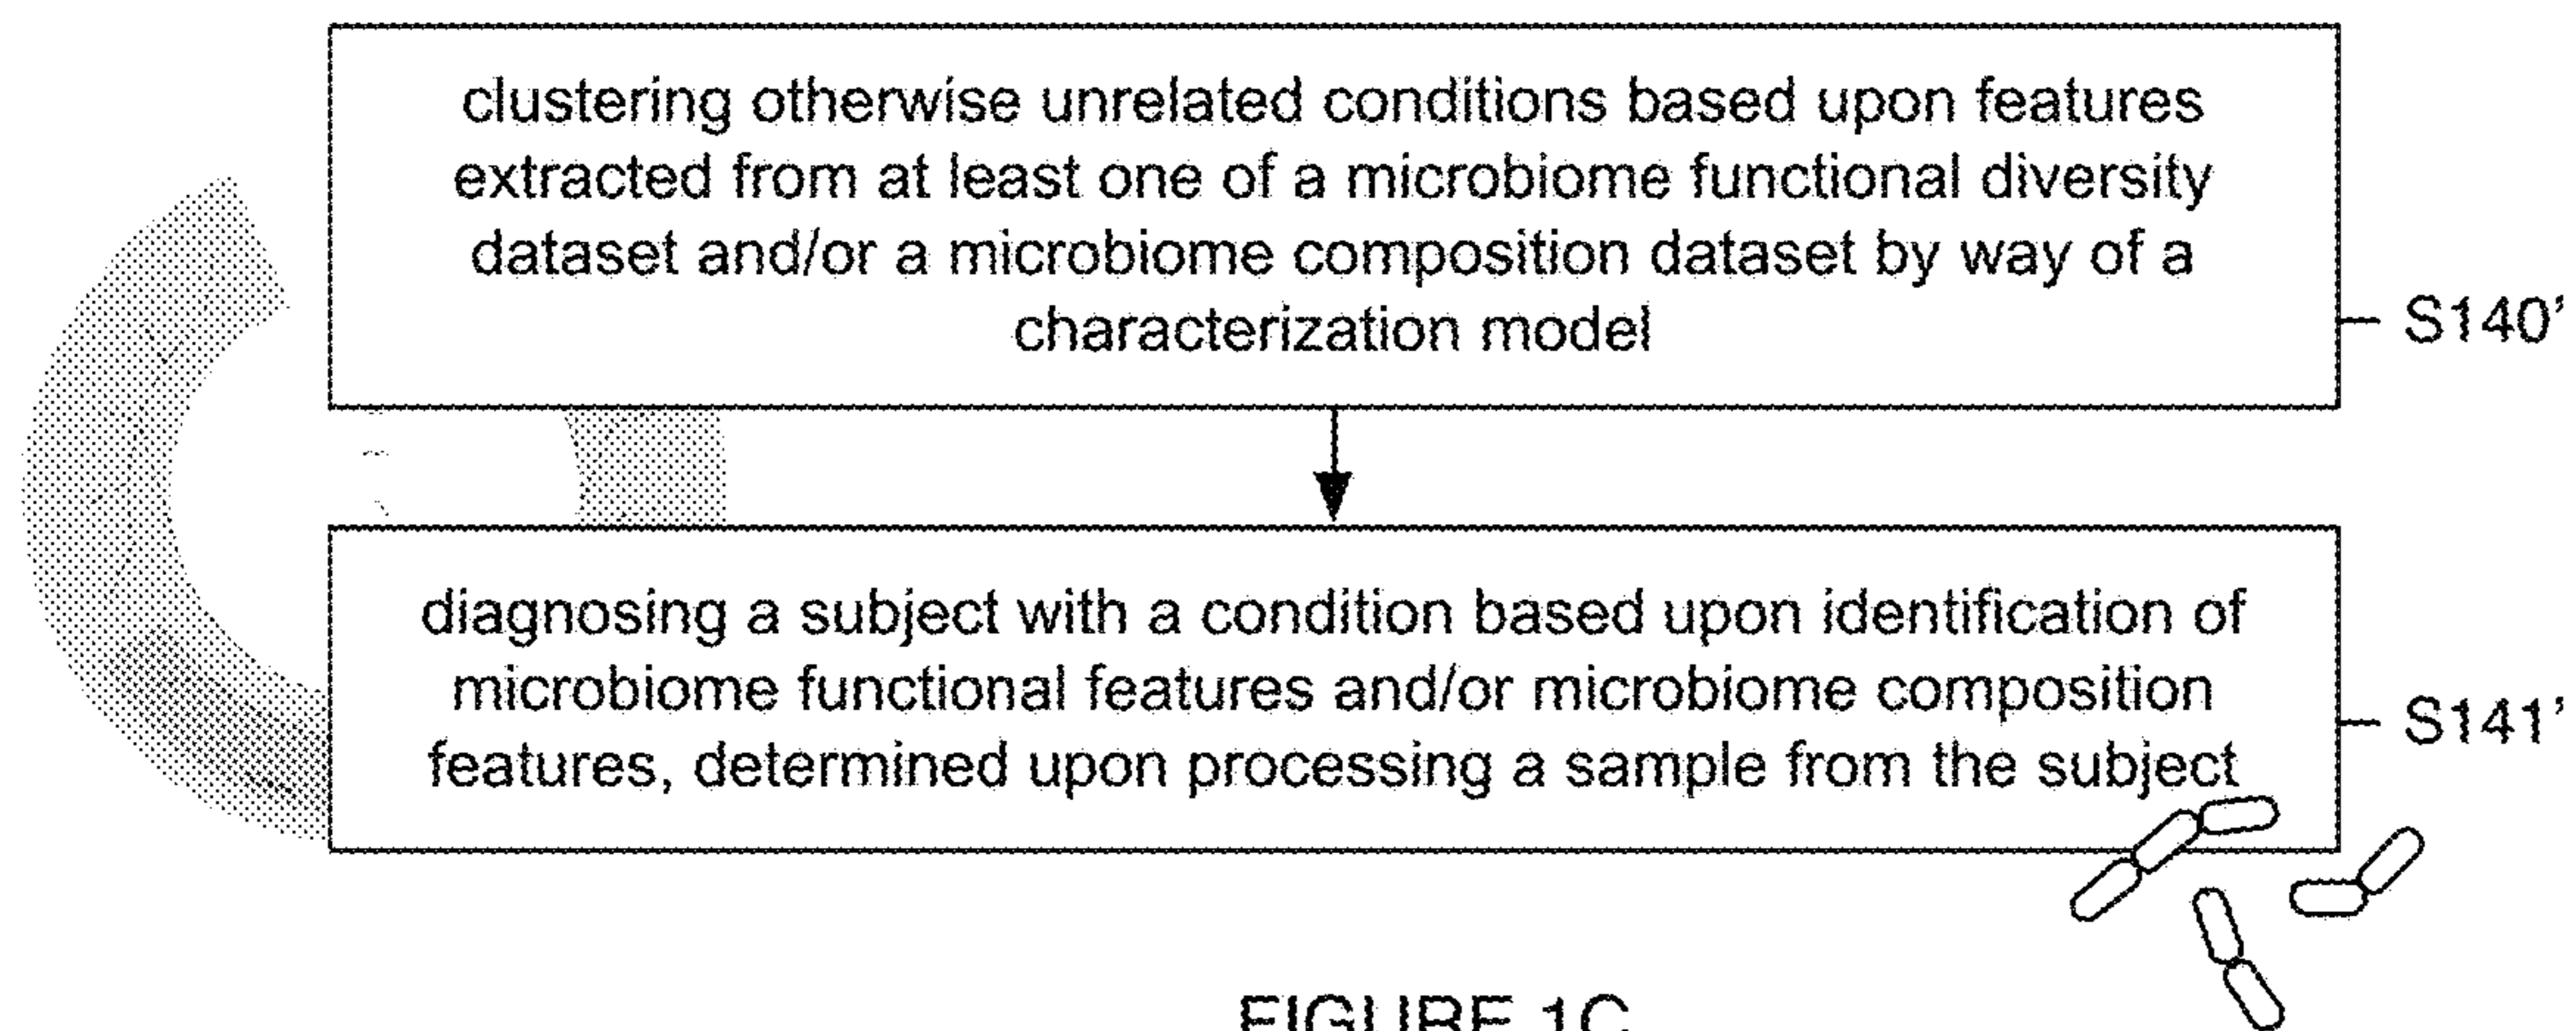 clustering otherwise unrelated conditions based upon features
extracted from at least one of a microbiome functional diversity
dataset and/or a microbiome composition dataset by way of a
characterization model
S140’
diagnosing a subject with a condition based upon identification of
microbiome functional features and/or microbiome composition
features, determined upon processing a sample from the subject
S141’
FIGURE 1C